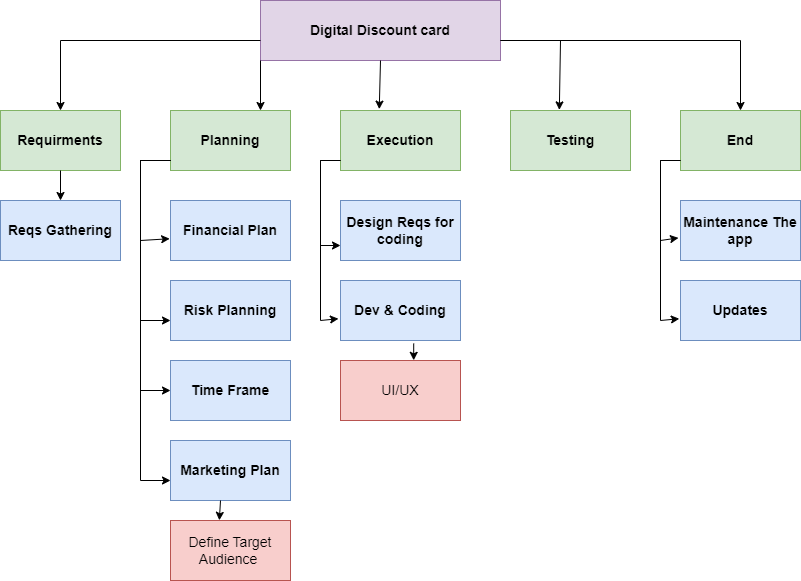 Digital Discount card
Requirments
Planning
Execution
Testing
End
Reqs Gathering
Financial Plan
Design Reqs for
coding
Maintenance The
app
Risk Planning
Dev & Coding
Updates
Time Frame
UI/UX
Marketing Plan
Define Target
Audience